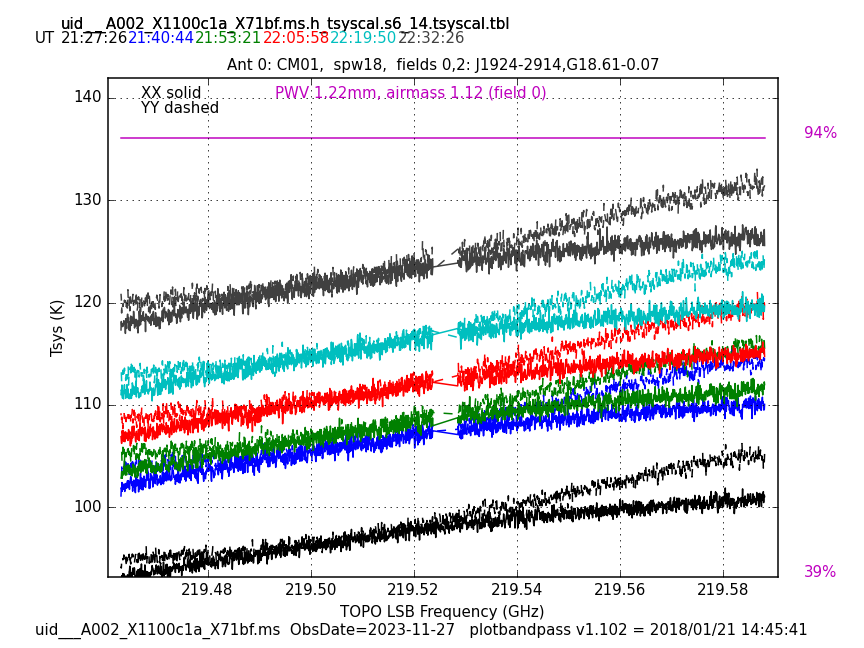 uid___A002_X1100c1a_X71bf.ms.h_tsyscal.s6_14.tsyscal.tbl
UT 21:27:26 21:40:44 21:53:21 22:05:58 22:19:50 22:32:26
Ant 0: CM01, spw18, fields 0,2: J1924-2914,G18.61-0.07
XX solid
PWV 1.22mm, airmass 1.12 (field 0)
YY dashed
140
130
120
110
100
94%
39%
Tsys (K)
219.48 219.50 219.52 219.54 219.56 219.58
TOPO LSB Frequency (GHz)
uid___A002_X1100c1a_X71bf.ms ObsDate=2023-11-27 plotbandpass v1.102 = 2018/01/21 14:45:41